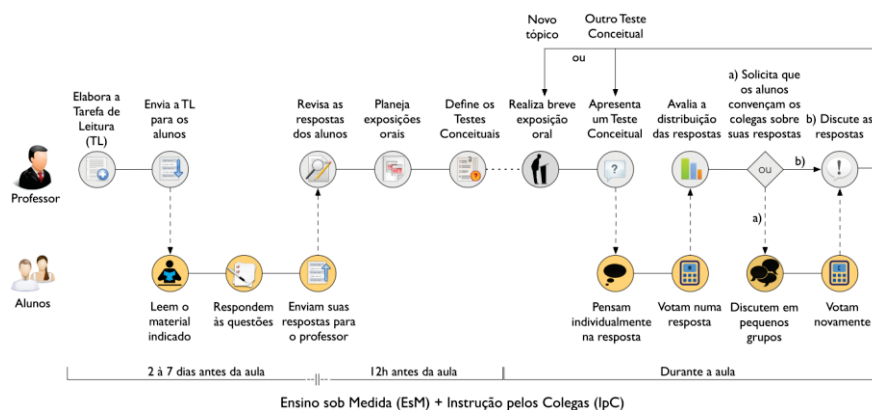 Novo
tópico
Outro Teste
Conceitual
ou
Elabora a
Tarefa de
Leitura
(TL)
Envia a TL
para os
alunos
Revisa as
respostas
dos alunos
Planeja
exposições
orais
Define os
Testes
Conceituais
Realiza breve
exposição
oral
Apresenta
um Teste
Conceitual
Avalia a
distribuição
das respostas
a) Solicita que
os alunos
convençam os
colegas sobre
suas respostas
b) Discute as
respostas
Professor
?
ou
b)
!
a)
Alunos
Leem o
material
indicado
Respondem
às questões
Enviam suas
respostas para
o professor
Pensam
individualmente
na resposta
Votam numa
resposta
Discutem em
pequenos
grupos
Votam
novamente
2 à 7 dias antes da aula
12h antes da aula
Durante a aula
Ensino sob Medida (EsM) + Instrução pelos Colegas (IpC)